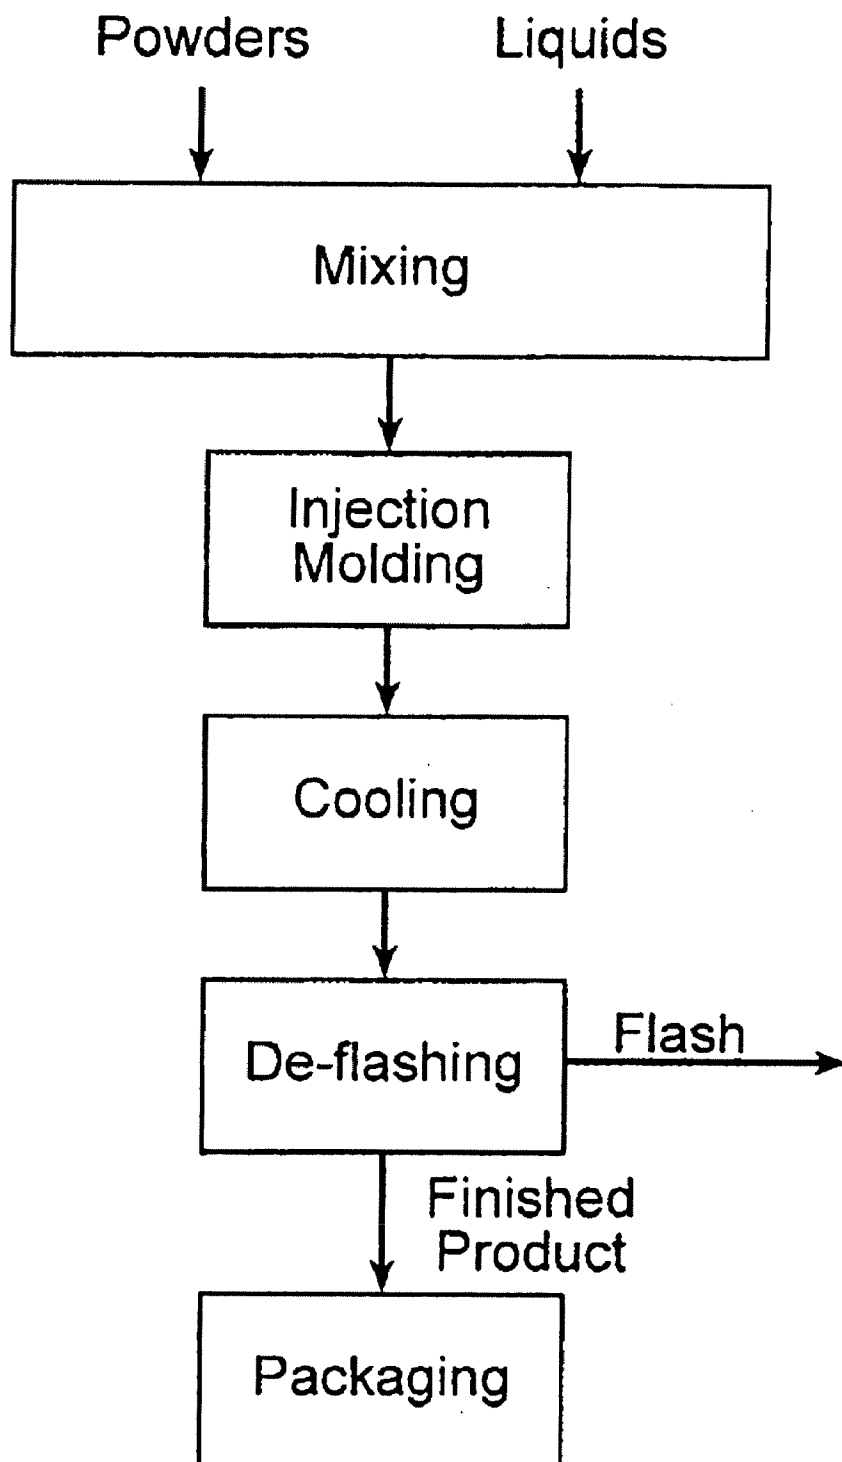 Powders
Liquids
Mixing
Injection
Molding
Cooling
De-flashing
Flash
Finished
Product
Packaging